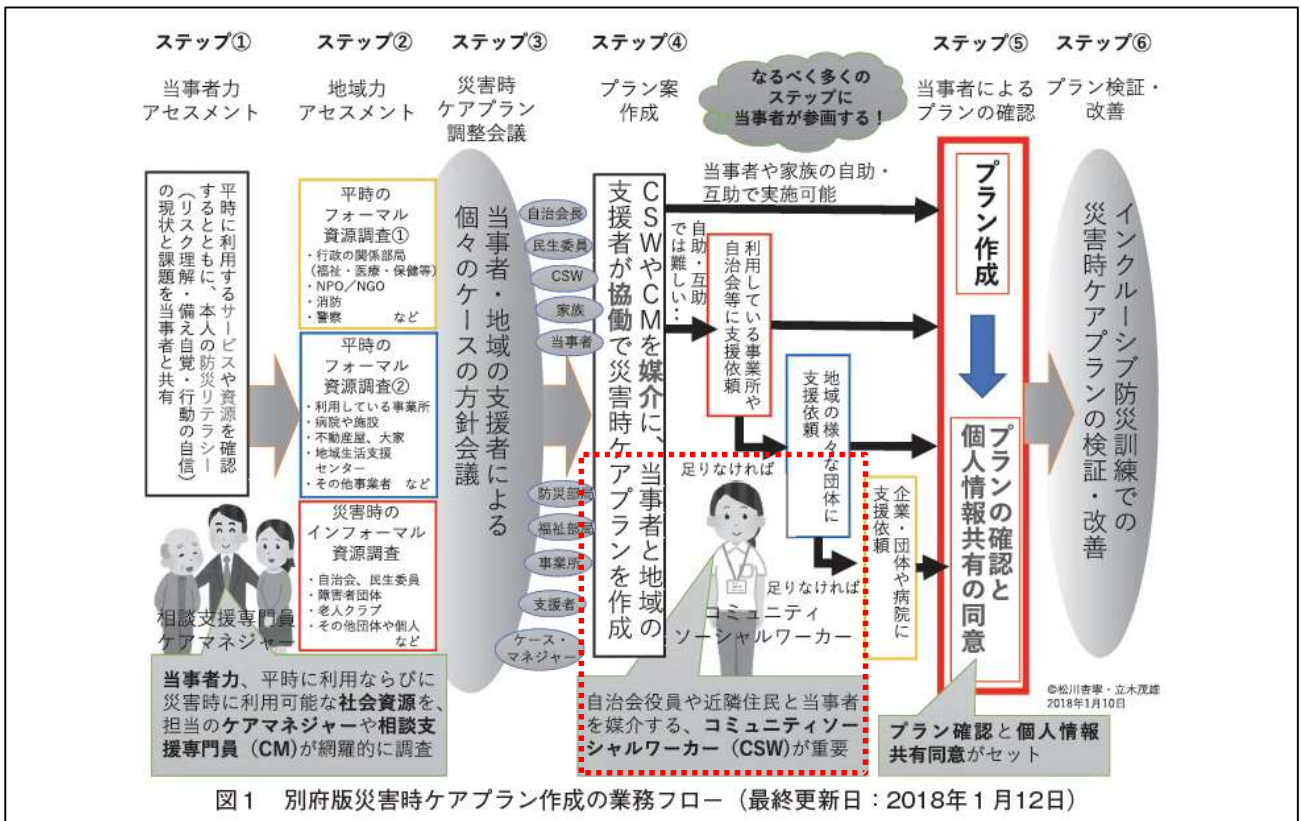 ステップ①
当事者力
アセスメント
ステップ②
地域力
アセスメント
ステップ③
災害時
ケアプラン
調整会議
ステップ④
プラン案
作成
なるべく多くの
ステップに
当事者が参画する！
ステップ⑤
当事者による
プランの確認
ステップ⑥
プラン検証・
改善
平時に利用するサービスや資源を確認
するとともに、本人の防災リテラシー
（リスク理解・備え自覚・行動の自信）
の現状と課題を当事者と共有
平時の
フォーマル
資源調査①
・行政の関係部局
（福祉・医療・保健等）
・NPO／NGO
・消防
・警察　など
平時の
フォーマル
資源調査②
・利用している事業所
・病院や施設
・不動産屋、大家
・地域生活支援
センター
・その他事業者　など
災害時の
インフォーマル
資源調査
・自治会、民生委員
・障害者団体
・老人クラブ
・その他団体や個人
など
相談支援専門員
ケアマネジャー
当事者力、平時に利用ならびに
災害時に利用可能な社会資源を、
担当のケアマネジャーや相談支
援専門員（CM）が網羅的に調査
当事者・地域の支援者による
個々のケースの方針会議
自治会長
民生委員
CSW
家族
当事者
防災部局
福祉部局
事業所
支援者
ケース・
マネジャー
CSWやCMを媒介に、当事者と地域の
支援者が協働で災害時ケアプランを作成
当事者や家族の自助・
互助で実施可能
自助・互助
では難しい…
利用している事業所や
自治会等に支援依頼
足りなければ
地域の様々な団体に
支援依頼
足りなければ
企業・団体や病院に
支援依頼
コミュニティ
ソーシャルワーカー
自治会役員や近隣住民と当事者
を媒介する、コミュニティソー
シャルワーカー（CSW)が重要
プラン作成
プランの確認と
個人情報共有の同意
プラン確認と個人情報
共有同意がセット
インクルーシブ防災訓練での
災害時ケアプランの検証・改善
©松川杏寧・立木茂雄
2018年1月10日
図１　別府版災害時ケアプラン作成の業務フロー（最終更新日：2018年１月12日）